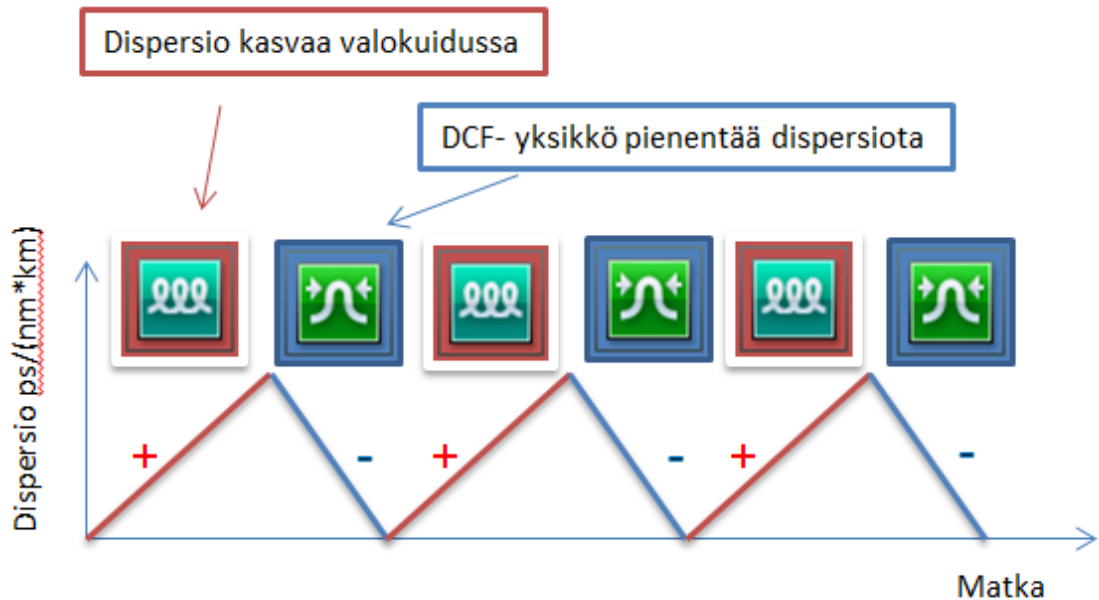 Dispersio kasvaa valokuidussa
DCF- yksikkö pienentää dispersiota
Dispersio ps/(nm*km)
+
-
+
-
+
-
Matka